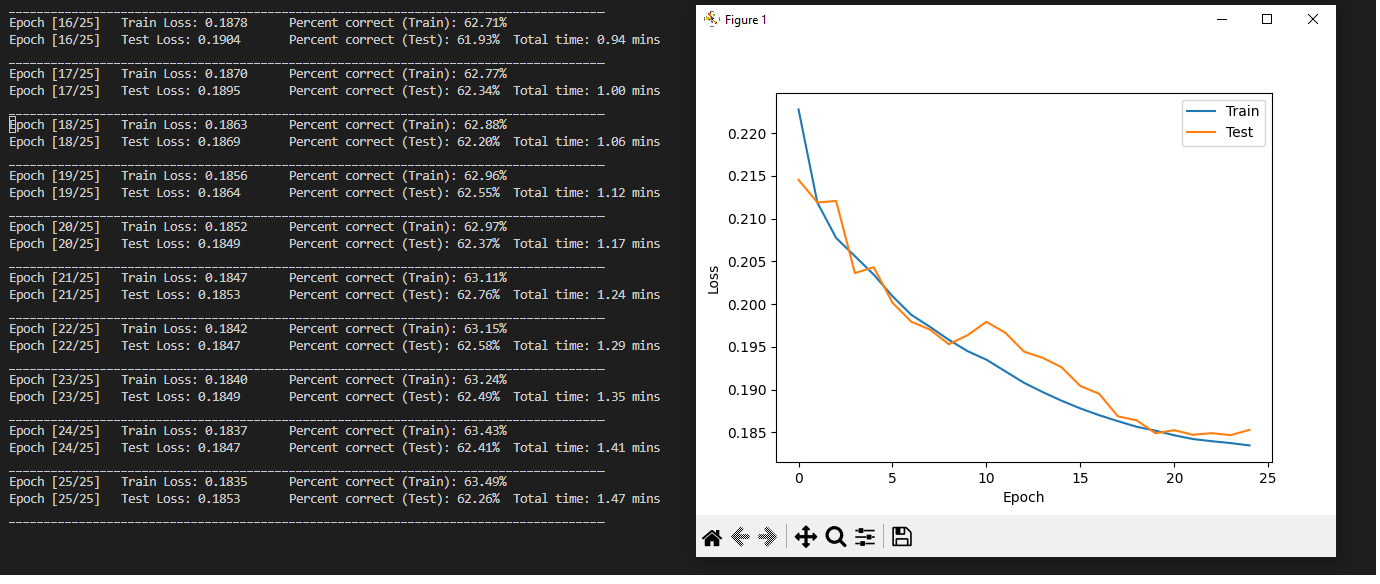 Epoch [16/25] Train Loss: 0.1878 Percent correct (Train): 62.71%
Epoch [16/25] Test Loss: 0.1904 Percent correct (Test): 61.93% Total time: 0.94 mins
Epoch [17/25] Train Loss: 0.1870 Percent correct (Train): 62.77%
Epoch [17/25] Test Loss: 0.1895 Percent correct (Test): 62.34% Total time: 1.00 mins
Epoch [18/25] Train Loss: 0.1863 Percent correct (Train): 62.88%
Epoch [18/25] Test Loss: 0.1869 Percent correct (Test): 62.20% Total time: 1.06 mins
Epoch [19/25] Train Loss: 0.1856 Percent correct (Train): 62.96%
Epoch [19/25] Test Loss: 0.1864 Percent correct (Test): 62.55% Total time: 1.12 mins
Epoch [20/25] Train Loss: 0.1852 Percent correct (Train): 62.97%
Epoch [20/25] Test Loss: 0.1849 Percent correct (Test): 62.37% Total time: 1.17 mins
Epoch [21/25] Train Loss: 0.1847 Percent correct (Train): 63.11%
Epoch [21/25] Test Loss: 0.1853 Percent correct (Test): 62.76% Total time: 1.24 mins
Epoch [22/25] Train Loss: 0.1842 Percent correct (Train): 63.15%
Epoch [22/25] Test Loss: 0.1847 Percent correct (Test): 62.58% Total time: 1.29 mins
Epoch [23/25] Train Loss: 0.1840 Percent correct (Train): 63.24%
Epoch [23/25] Test Loss: 0.1849 Percent correct (Test): 62.49% Total time: 1.35 mins
Epoch [24/25] Train Loss: 0.1837 Percent correct (Train): 63.43%
Epoch [24/25] Test Loss: 0.1847 Percent correct (Test): 62.41% Total time: 1.41 mins
Epoch [25/25] Train Loss: 0.1835 Percent correct (Train): 63.49%
Epoch [25/25] Test Loss: 0.1853 Percent correct (Test): 62.26% Total time: 1.47 mins
Figure 1
Train
Test
0.220
0.215
0.210
0.205
0.200
0.195
0.190
0.185
Loss
0 5 10 15 20 25
Epoch